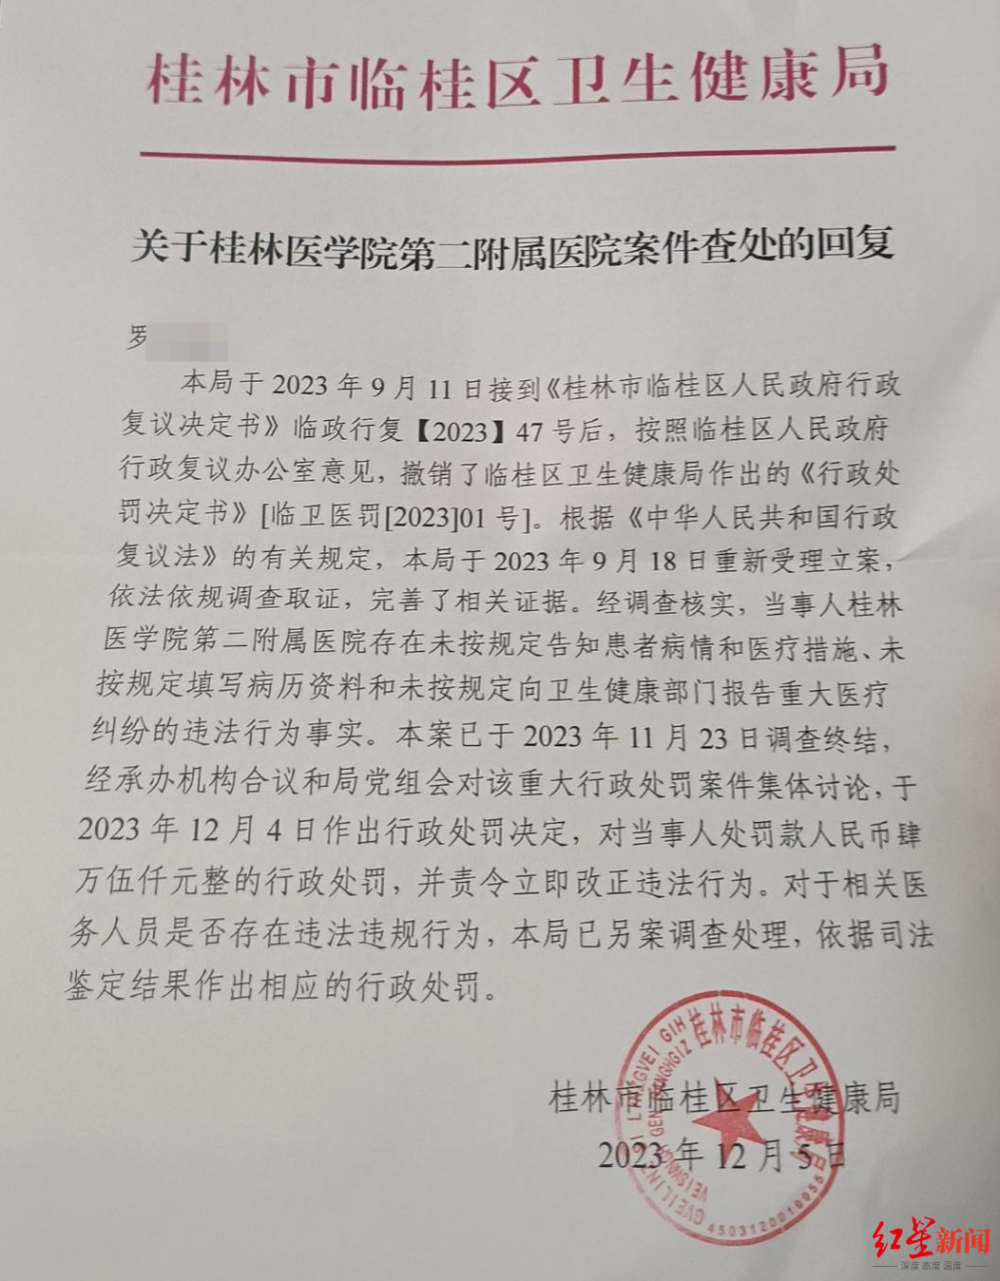 桂林市临桂区卫生健康局
关于桂林医学院第二附属医院案件查处的回复
罗
本局于 2023 年 9 月 11 日接到《桂林市临桂区人民政府行政
复议决定书》临政行复【2023】47 号后，按照临桂区人民政府
行政复议办公室意见，撤销了临桂区卫生健康局作出的《行政处
罚决定书》[临卫医罚[2023]01 号]。根据《中华人民共和国行政
复议法》的有关规定，本局于 2023 年 9 月 18 日重新受理立案，
依法依规调查取证，完善了相关证据。经调查核实，当事人桂林
医学院第二附属医院存在未按规定告知患者病情和医疗措施、未
按规定填写病历资料和未按规定向卫生健康部门报告重大医疗
纠纷的违法行为事实。本案已于 2023 年 11 月 23 日调查终结，
经承办机构合议和局党组会对该重大行政处罚案件集体讨论，于
2023 年 12 月 4 日作出行政处罚决定，对当事人处罚款人民币肆
万伍仟元整的行政处罚，并责令立即改正违法行为。对于相关医
务人员是否存在违法违规行为，本局已另案调查处理，依据司法
鉴定结果作出相应的行政处罚。
桂林市临桂区卫生健康局
2023 年 12 月 5 日
桂林市临桂区卫生健康局
4503120019955
红星新闻
深度 态度 温度